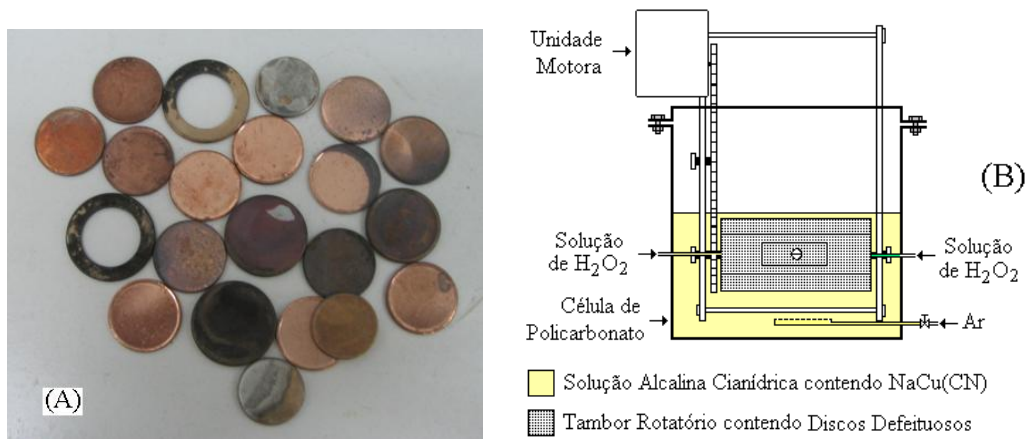 (A)
Unidade
Motora
(B)
Solução
de H₂O₂
Solução
de H₂O₂
Célula de
Policarbonato
Ar
Solução Alcalina Cianídrica contendo NaCu(CN)
Tambor Rotatório contendo Discos Defeituosos